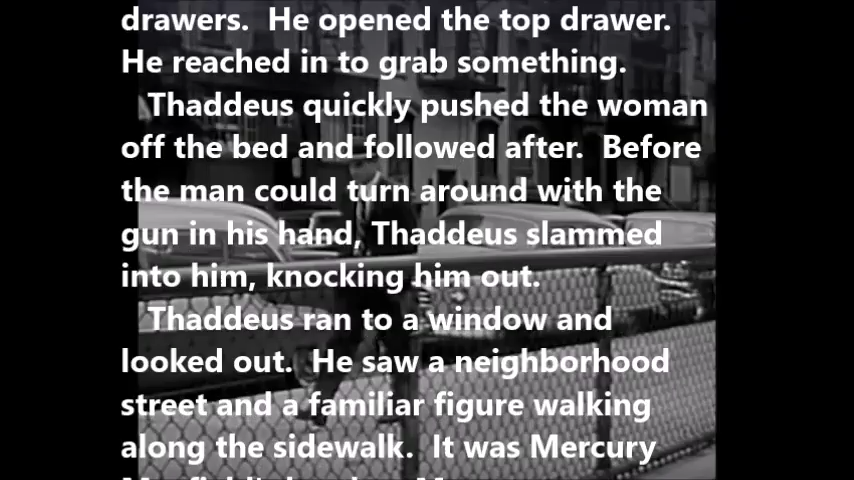 drawers.  He opened the top drawer.
He reached in to grab something.
Thaddeus quickly pushed the woman
off the bed and followed after.  Before
the man could turn around with the
gun in his hand, Thaddeus slammed
into him, knocking him out.
Thaddeus ran to a window and
looked out.  He saw a neighborhood
street and a familiar figure walking
along the sidewalk.  It was Mercury